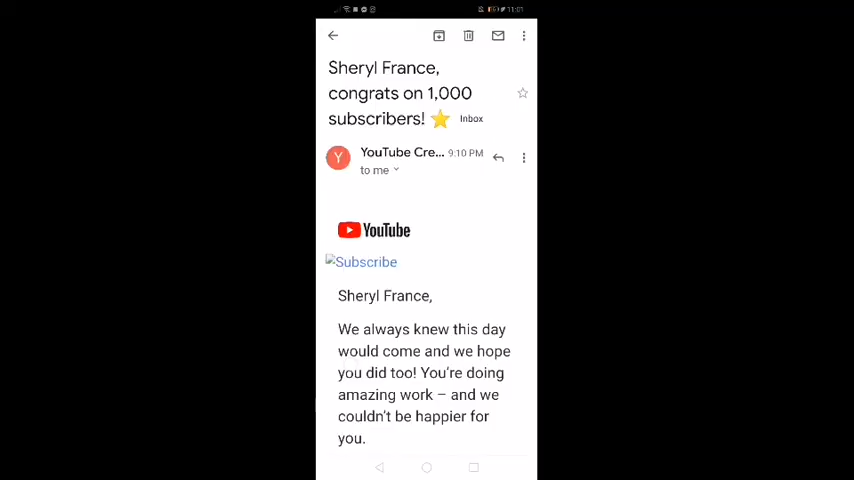 11:01
Sheryl France,
congrats on 1,000
subscribers! ⭐ Inbox
Y
YouTube Cre... 9:10 PM
to me
YouTube
Subscribe
Sheryl France,
We always knew this day
would come and we hope
you did too! You're doing
amazing work – and we
couldn't be happier for
you.